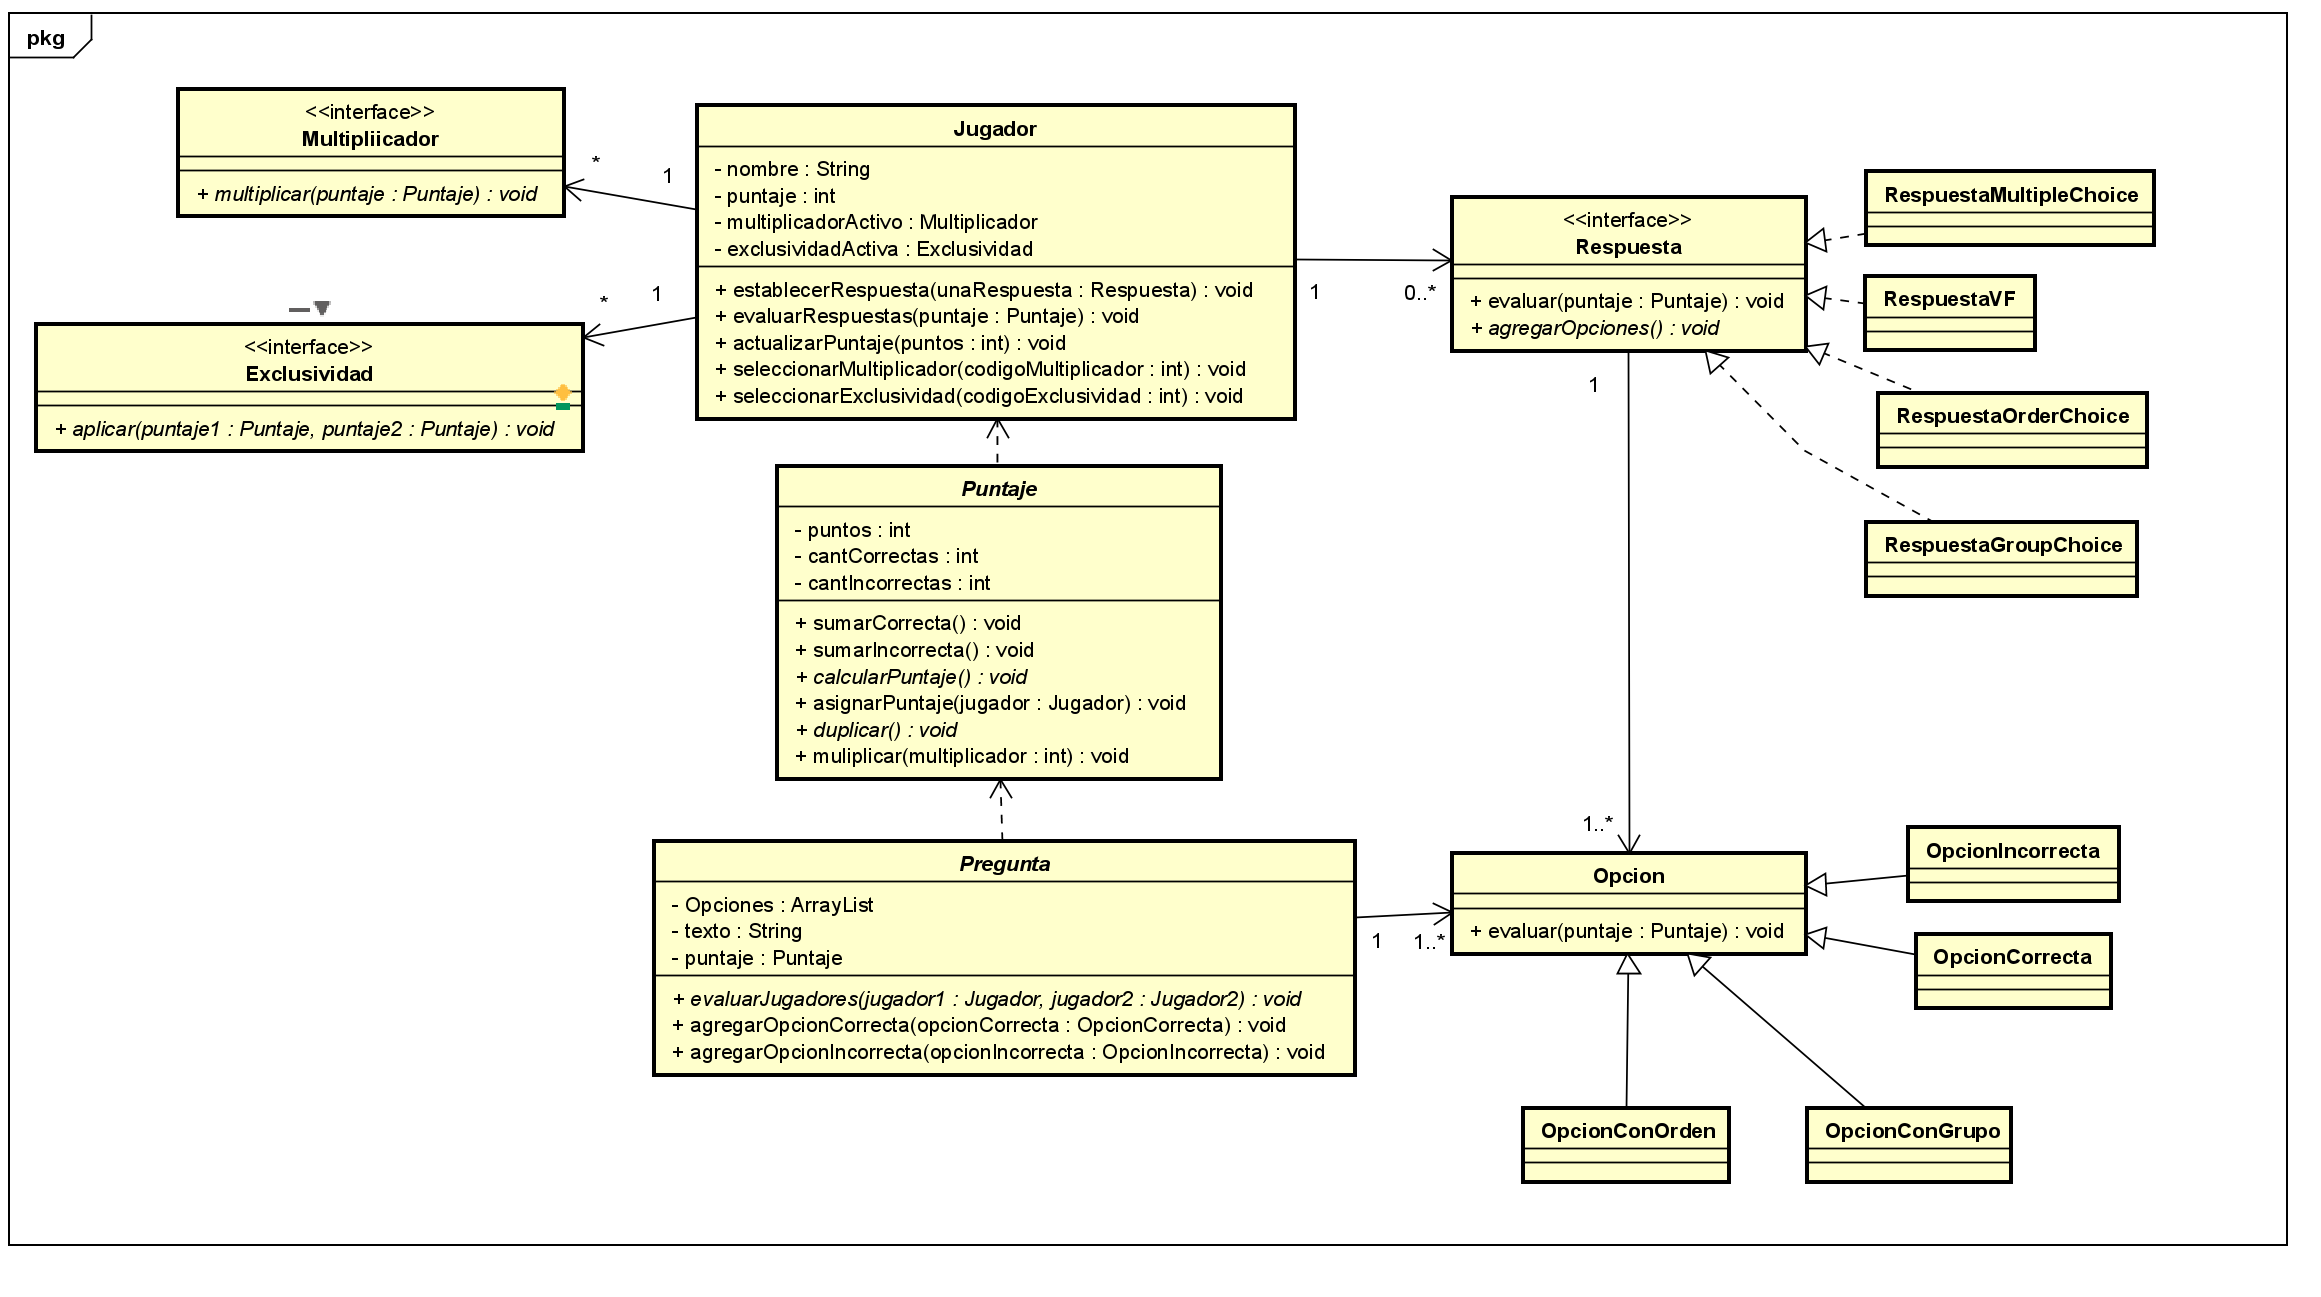 pkg
<<interface>>
Multipliicador
+ multiplicar(puntaje : Puntaje) : void
*
1
<<interface>>
Exclusividad
+ aplicar(puntaje1 : Puntaje, puntaje2 : Puntaje) : void
*
1
Jugador
- nombre : String
- puntaje : int
- multiplicadorActivo : Multiplicador
- exclusividadActiva : Exclusividad
+ establecerRespuesta(unaRespuesta : Respuesta) : void
+ evaluarRespuestas(puntaje : Puntaje) : void
+ actualizarPuntaje(puntos : int) : void
+ seleccionarMultiplicador(codigoMultiplicador : int) : void
+ seleccionarExclusividad(codigoExclusividad : int) : void
1
0..*
<<interface>>
Respuesta
+ evaluar(puntaje : Puntaje) : void
+ agregarOpciones() : void
RespuestaMultipleChoice
RespuestaVF
RespuestaOrderChoice
RespuestaGroupChoice
1
1..*
Puntaje
- puntos : int
- cantCorrectas : int
- cantIncorrectas : int
+ sumarCorrecta() : void
+ sumarIncorrecta() : void
+ calcularPuntaje() : void
+ asignarPuntaje(jugador : Jugador) : void
+ duplicar() : void
+ muliplicar(multiplicador : int) : void
Pregunta
- Opciones : ArrayList
- texto : String
- puntaje : Puntaje
+ evaluarJugadores(jugador1 : Jugador, jugador2 : Jugador2) : void
+ agregarOpcionCorrecta(opcionCorrecta : OpcionCorrecta) : void
+ agregarOpcionIncorrecta(opcionIncorrecta : OpcionIncorrecta) : void
1
1..*
Opcion
+ evaluar(puntaje : Puntaje) : void
OpcionIncorrecta
OpcionCorrecta
OpcionConOrden
OpcionConGrupo